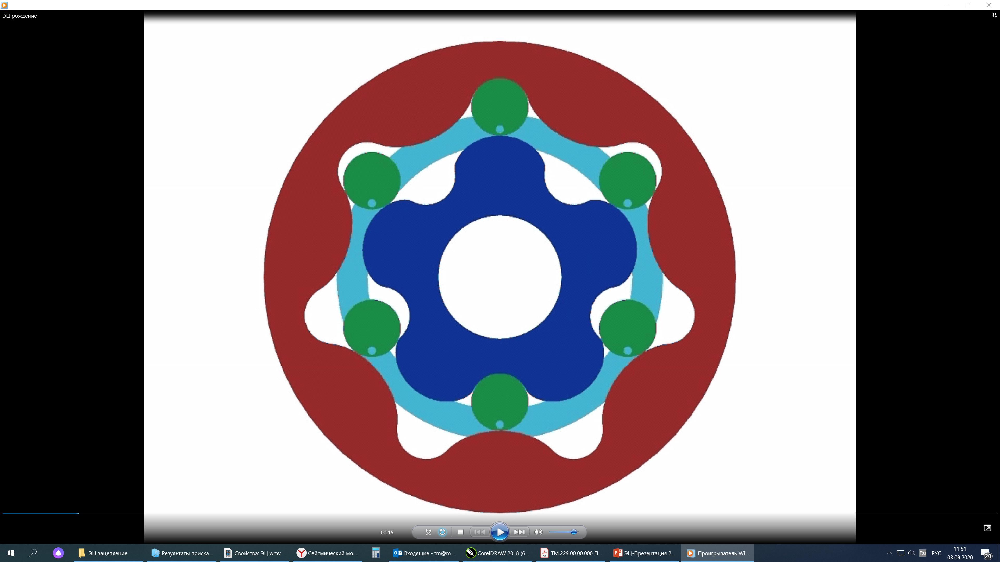 ЭЦ рождение
00:15
ЭЦ зацепление
Результаты поиска...
Свойства: ЭЦ.wmv
Сейсмический мо...
Входящие - tm@m...
CorelDRAW 2018 (6...
ТМ.229.00.00.000 П...
ЭЦ-Презентация 2...
Проигрыватель Wi...
Ru
РУС
11:51
03.09.2020
20